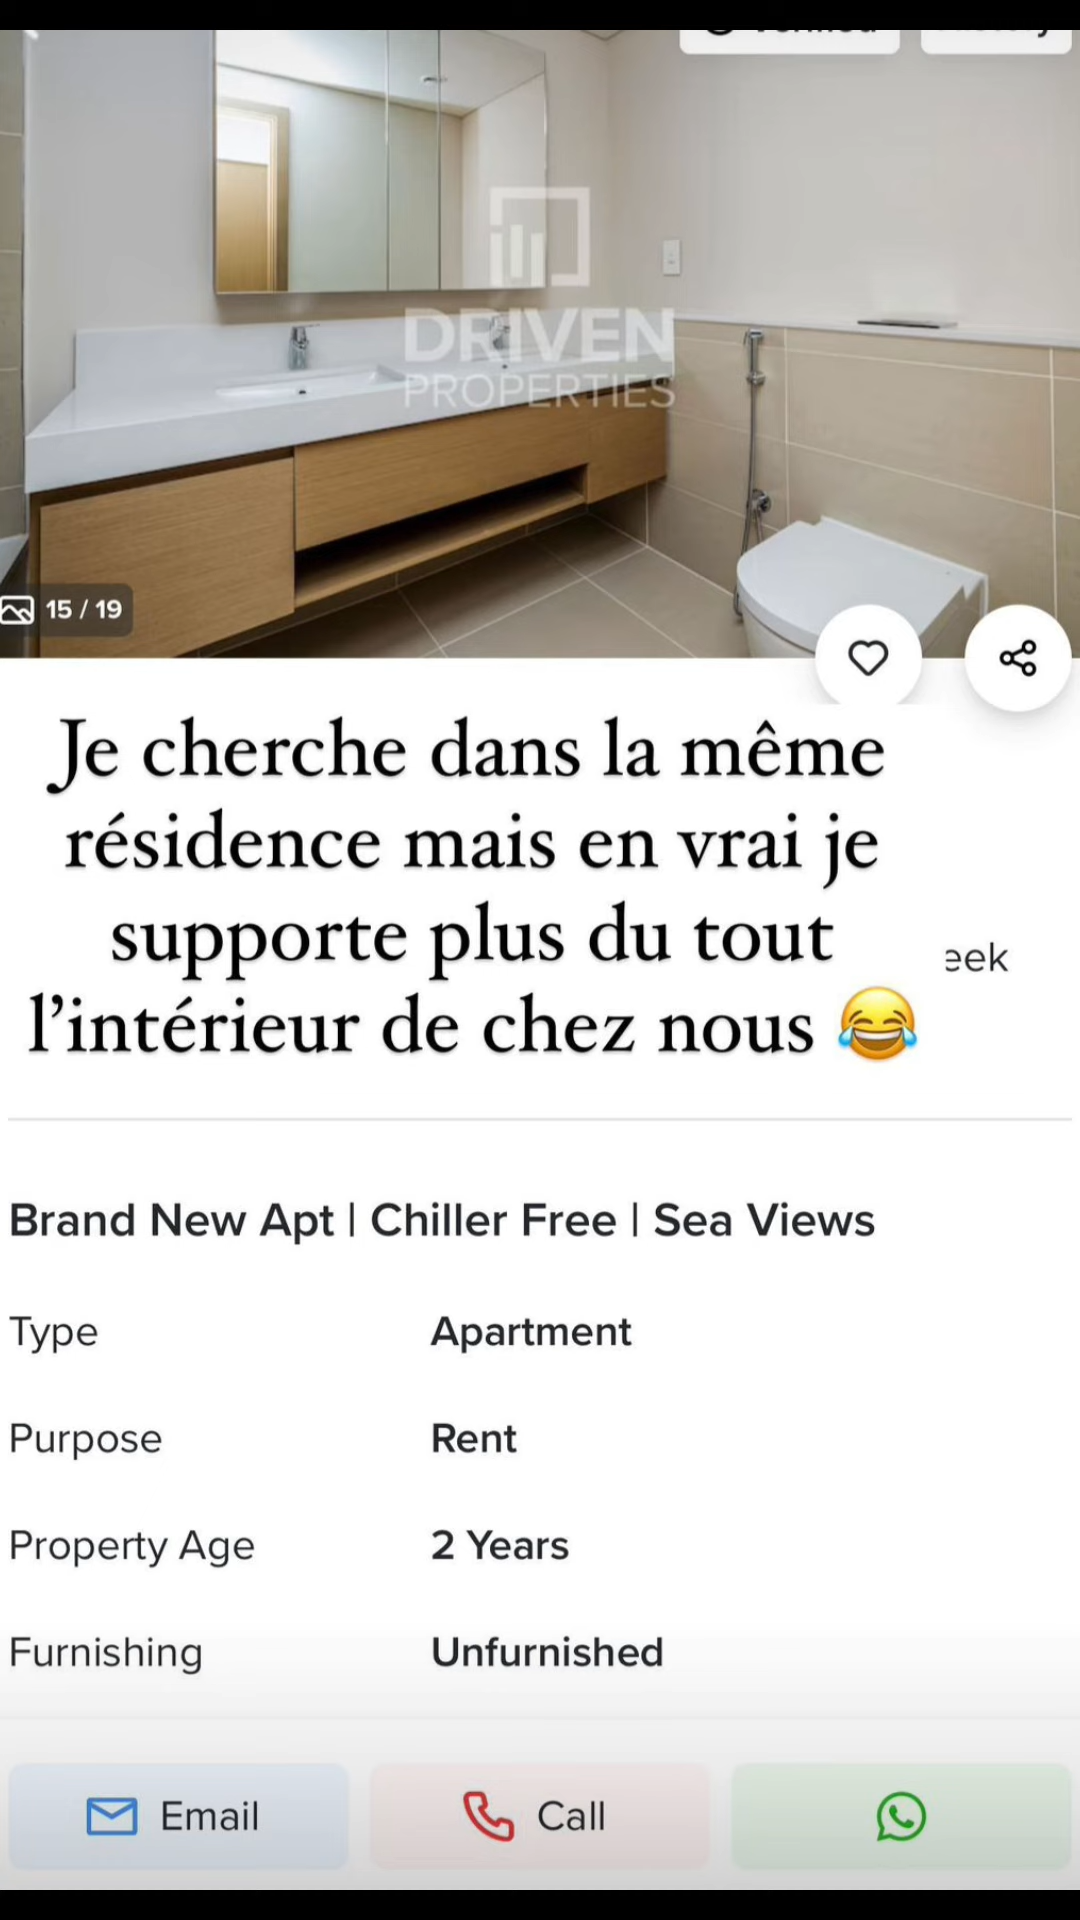 DRIVEN
PROPERTIES
15 / 19
Je cherche dans la même
résidence mais en vrai je
supporte plus du tout
l’intérieur de chez nous 😂
eek
Brand New Apt | Chiller Free | Sea Views
Type Apartment
Purpose Rent
Property Age 2 Years
Furnishing Unfurnished
Email Call